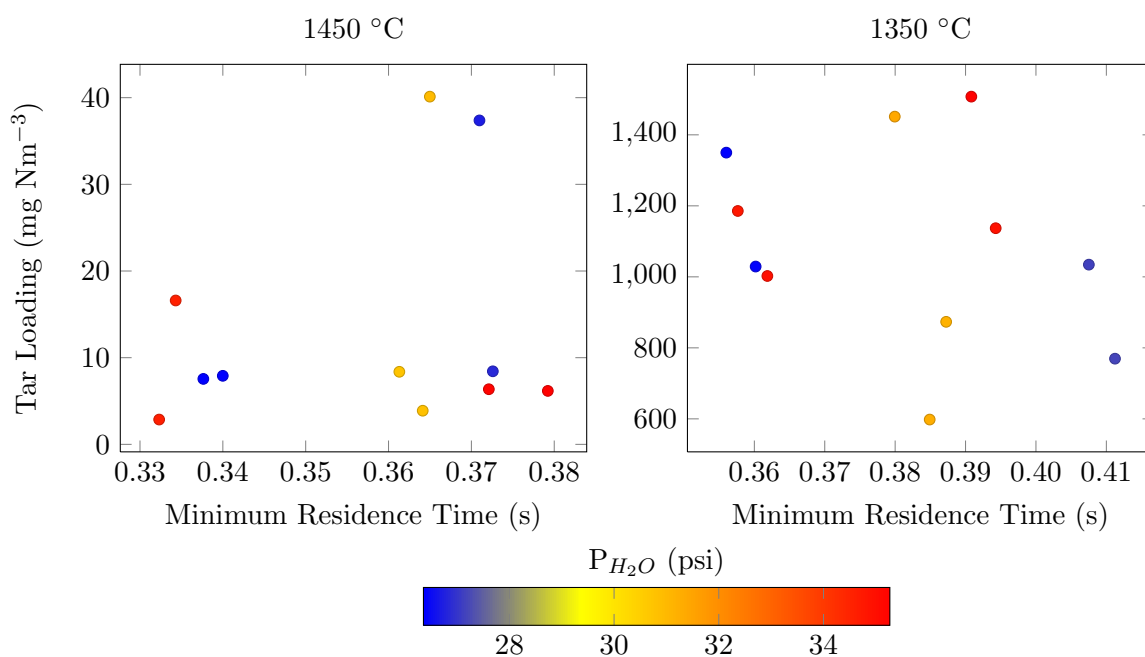 1450 °C
1350 °C
Tar Loading (mg Nm⁻³)
40
30
20
10
0
0.33 0.34 0.35 0.36 0.37 0.38
Minimum Residence Time (s)
1,400
1,200
1,000
800
600
0.36 0.37 0.38 0.39 0.40 0.41
Minimum Residence Time (s)
P_{H₂O} (psi)
28 30 32 34